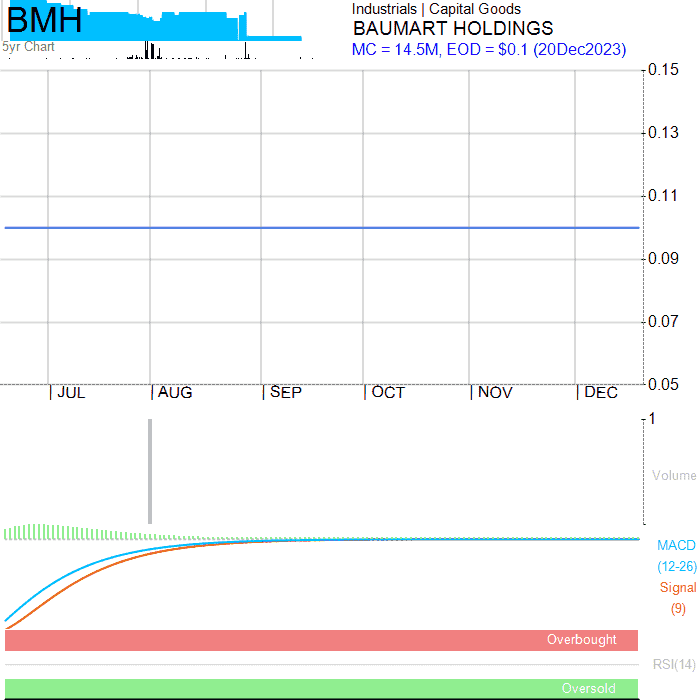 BMH
5yr Chart
Industrials | Capital Goods
BAUMART HOLDINGS
MC = 14.5M, EOD = $0.1 (20Dec2023)
0.15
0.13
0.11
0.09
0.07
0.05
| JUL | AUG | SEP | OCT | NOV | DEC
1
Volume
MACD
(12-26)
Signal
(9)
Overbought
RSI(14)
Oversold